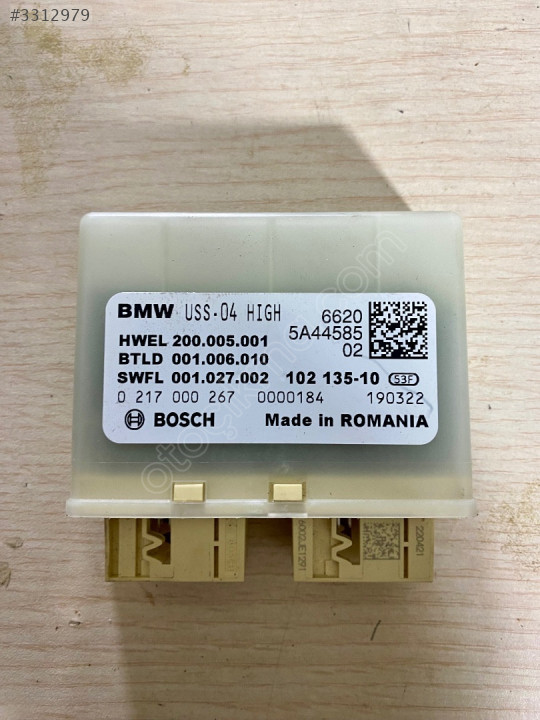 #3312979
BMW USS.04 HIGH 6620
5A44585
02
HWEL 200.005.001
BTLD 001.006.010
SWFL 001.027.002 102 135-10 S3F
0 217 000 267 0000184 190322
BOSCH Made in ROMANIA
220421